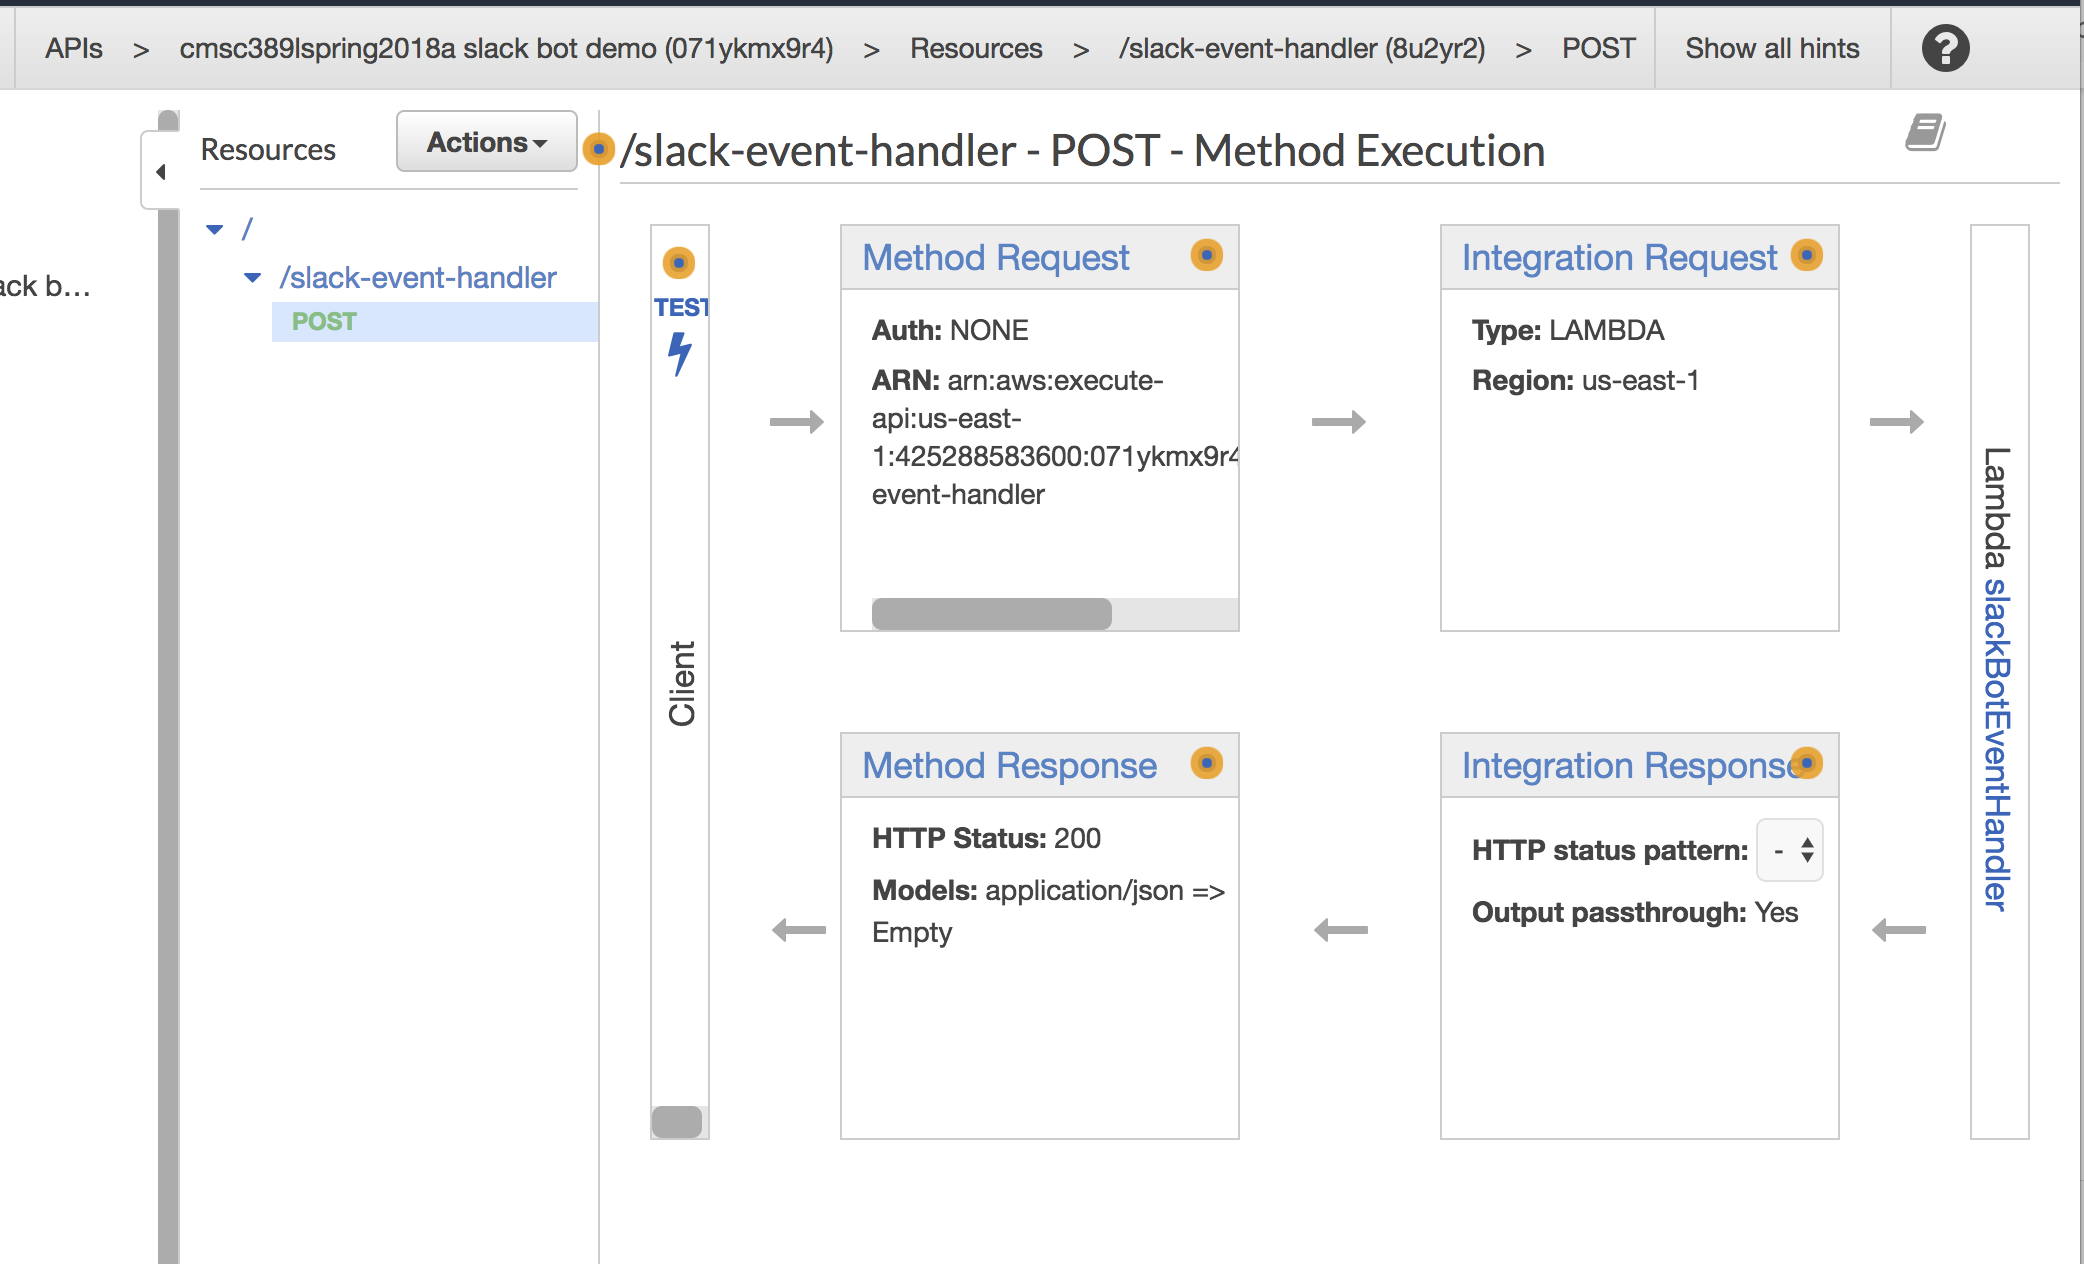 APIs > cmsc389lspring2018a slack bot demo (071ykmx9r4) > Resources > /slack-event-handler (8u2yr2) > POST Show all hints ?
Resources Actions
/slack-event-handler - POST - Method Execution
ack b...
/
/slack-event-handler
POST
TEST
Client
Method Request
Auth: NONE
ARN: arn:aws:execute-
api:us-east-
1:425288583600:071ykmx9r4
event-handler
Integration Request
Type: LAMBDA
Region: us-east-1
Lambda slackBotEventHandler
Method Response
HTTP Status: 200
Models: application/json =>
Empty
Integration Response
HTTP status pattern: -
Output passthrough: Yes